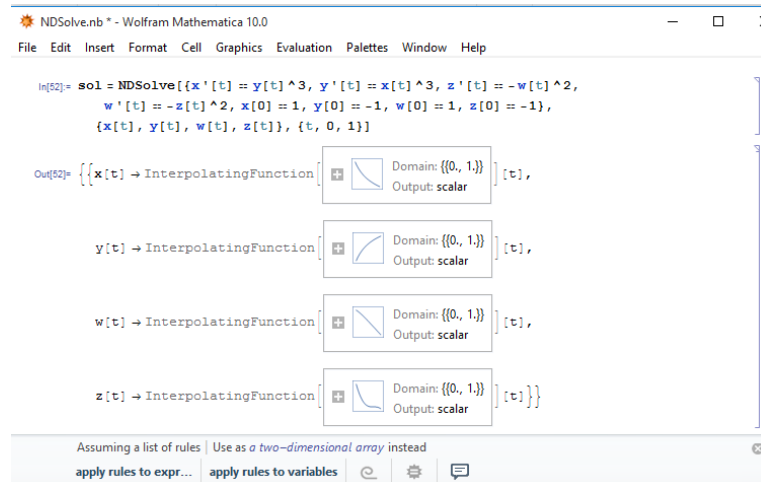 NDSolve.nb * - Wolfram Mathematica 10.0
File Edit Insert Format Cell Graphics Evaluation Palettes Window Help
In[52]:= sol = NDSolve[{x'[t] == y[t]^3, y'[t] == x[t]^3, z'[t] == -w[t]^2,
w'[t] == -z[t]^2, x[0] == 1, y[0] == -1, w[0] == 1, z[0] == -1},
{x[t], y[t], w[t], z[t]}, {t, 0, 1}]
Out[52]= {{x[t] → InterpolatingFunction[ Domain: {{0., 1.}}
Output: scalar ][t],
y[t] → InterpolatingFunction[ Domain: {{0., 1.}}
Output: scalar ][t],
w[t] → InterpolatingFunction[ Domain: {{0., 1.}}
Output: scalar ][t],
z[t] → InterpolatingFunction[ Domain: {{0., 1.}}
Output: scalar ][t]}}
Assuming a list of rules | Use as a two-dimensional array instead
apply rules to expr... apply rules to variables